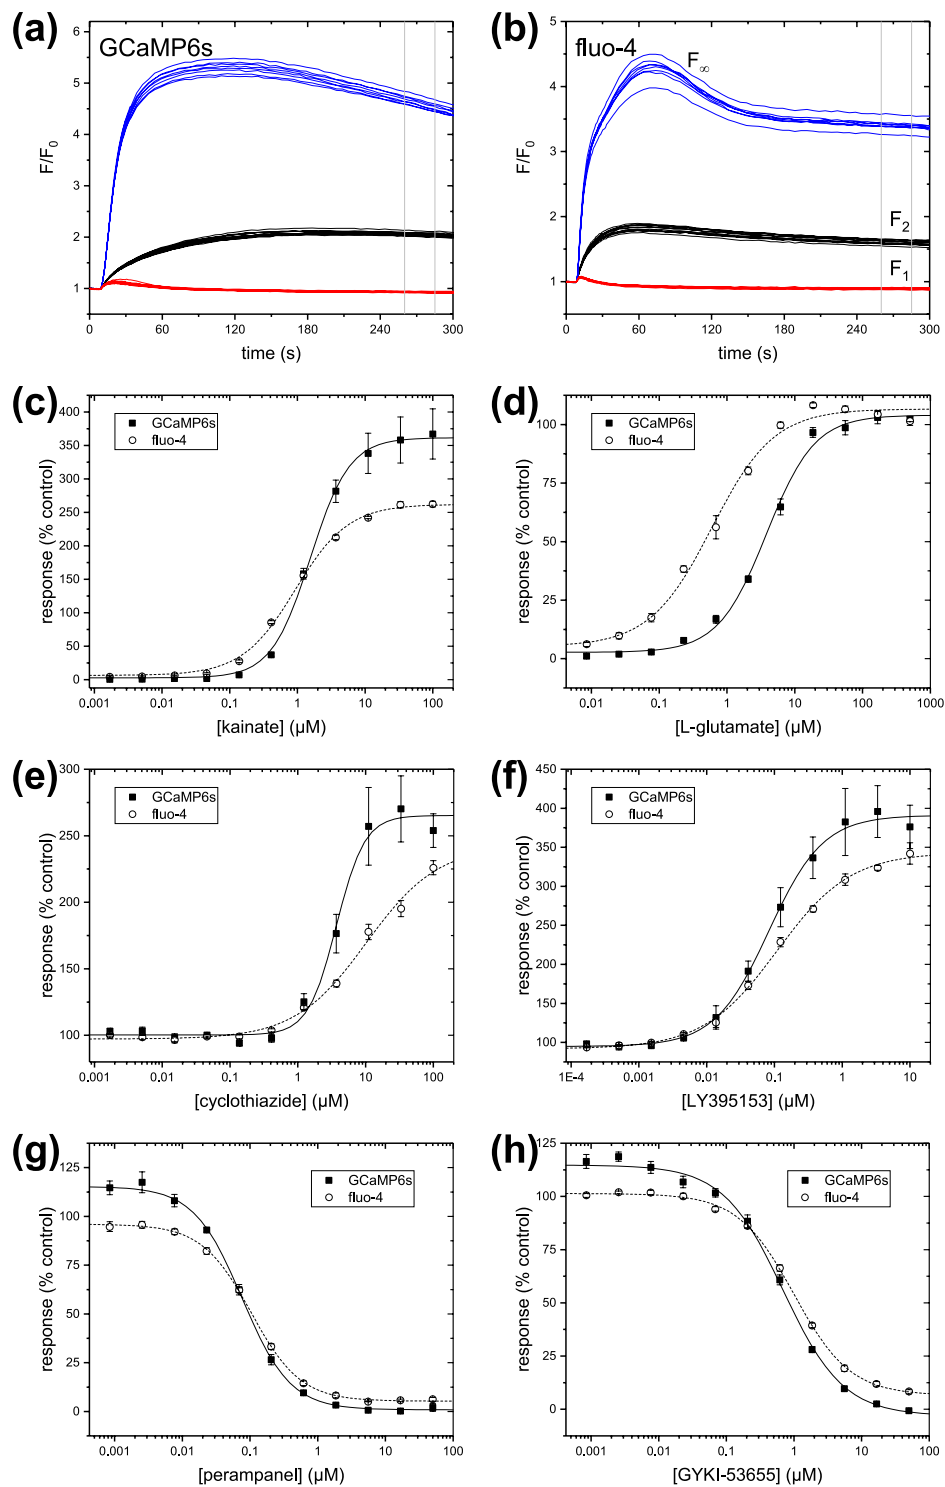 (a)
GCaMP6s
6
5
4
3
2
1
F/F0
0 60 120 180 240 300
time (s)
(b)
fluo-4
F∞
F2
F1
5
4
3
2
1
0
F/F0
0 60 120 180 240 300
time (s)
(c)
GCaMP6s
fluo-4
400
350
300
250
200
150
100
50
0
response (% control)
0.001 0.01 0.1 1 10 100
[kainate] (µM)
(d)
GCaMP6s
fluo-4
100
75
50
25
0
response (% control)
0.01 0.1 1 10 100 1000
[L-glutamate] (µM)
(e)
GCaMP6s
fluo-4
300
250
200
150
100
response (% control)
0.001 0.01 0.1 1 10 100
[cyclothiazide] (µM)
(f)
GCaMP6s
fluo-4
450
400
350
300
250
200
150
100
response (% control)
1E-4 0.001 0.01 0.1 1 10
[LY395153] (µM)
(g)
GCaMP6s
fluo-4
125
100
75
50
25
0
response (% control)
0.001 0.01 0.1 1 10 100
[perampanel] (µM)
(h)
GCaMP6s
fluo-4
125
100
75
50
25
0
response (% control)
0.001 0.01 0.1 1 10 100
[GYKI-53655] (µM)